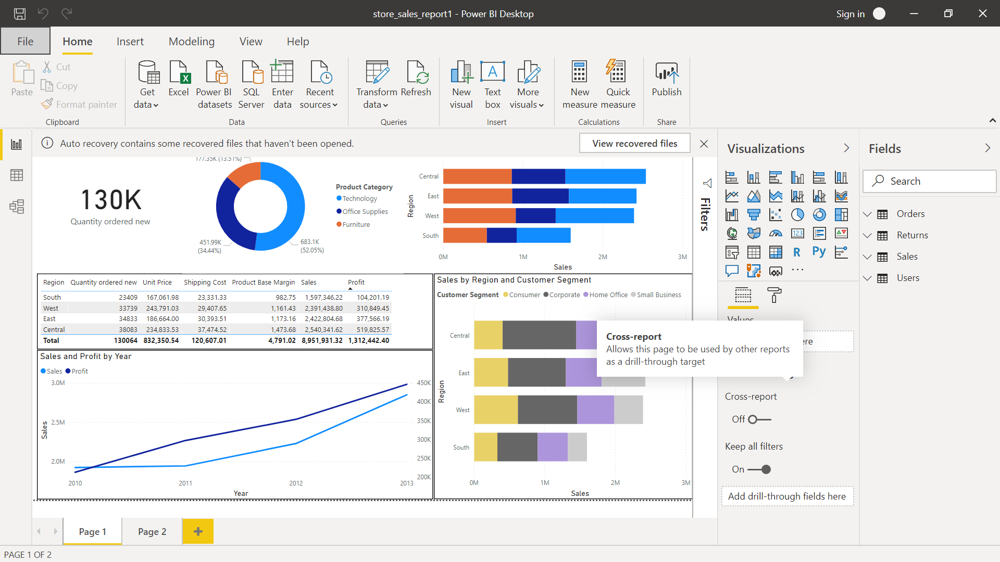 store_sales_report1 - Power BI Desktop
Sign in
File
Home
Insert
Modeling
View
Help
Paste
Cut
Copy
Format painter
Clipboard
Get data
Excel
Power BI datasets
SQL Server
Enter data
Recent sources
Data
Transform data
Refresh
Queries
New visual
Text box
More visuals
Insert
New measure
Quick measure
Calculations
Publish
Share
Auto recovery contains some recovered files that haven't been opened.
View recovered files
130K
Quantity ordered new
177.35K (13.51%)
451.99K
(34.44%)
683.1K
(52.05%)
Product Category
Technology
Office Supplies
Furniture
Region
Central
East
West
South
0M 1M 2M 3M
Sales
Region Quantity ordered new Unit Price Shipping Cost Product Base Margin Sales Profit
South 23409 167,061.98 23,331.33 982.75 1,597,346.22 104,201.19
West 33739 243,791.03 29,407.65 1,161.43 2,391,438.80 310,849.45
East 34833 186,664.00 30,393.51 1,173.16 2,422,804.68 377,566.19
Central 38083 234,833.53 37,474.52 1,473.68 2,540,341.62 519,825.57
Total 130064 832,350.54 120,607.01 4,791.02 8,951,931.32 1,312,442.40
Sales and Profit by Year
Sales Profit
3.0M
2.5M
2.0M
Sales
450K
400K
350K
300K
250K
200K
2010 2011 2012 2013
Year
Sales by Region and Customer Segment
Customer Segment Consumer Corporate Home Office Small Business
Region
Central
East
West
South
0M 1M 2M 3M
Sales
Filters
Visualizations
123
R
Py
Values
ere
Cross-report
Allows this page to be used by other reports
as a drill-through target
Cross-report
Off
Keep all filters
On
Add drill-through fields here
Fields
Search
Orders
Returns
Sales
Users
Page 1
Page 2
PAGE 1 OF 2